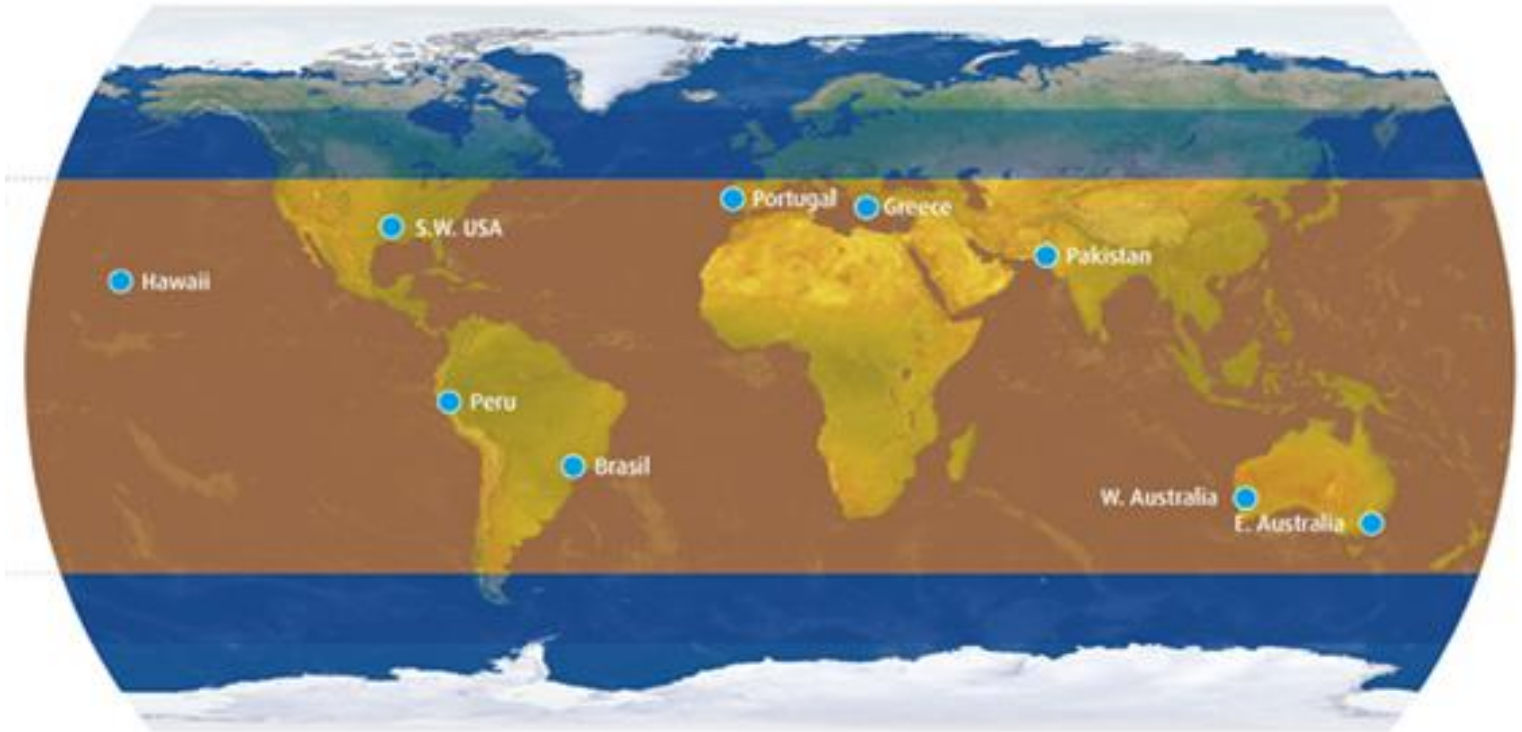 Portugal
Greece
S.W. USA
Pakistan
Hawaii
Peru
Brasil
W. Australia
E. Australia